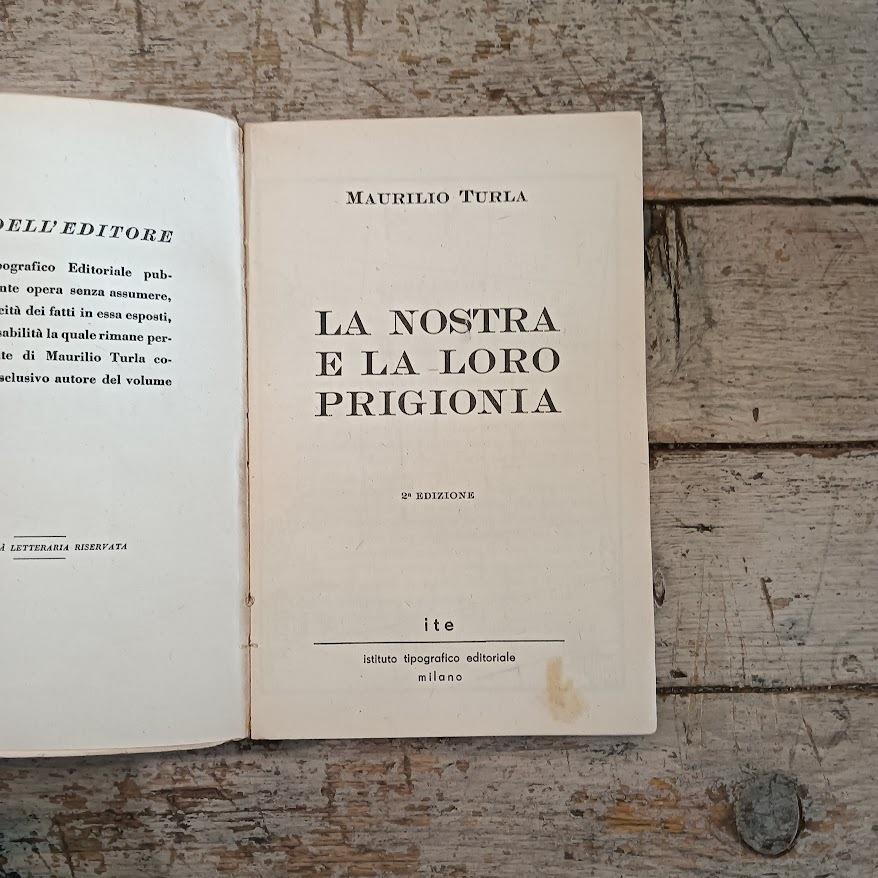 DELL'EDITORE
pografico Editoriale pub-
nte opera senza assumere,
cità dei fatti in essa esposti,
sabilità la quale rimane per-
te di Maurilio Turla co-
sclusivo autore del volume
À LETTERARIA RISERVATA
MAURILIO TURLA
LA NOSTRA
E LA LORO
PRIGIONIA
2ª EDIZIONE
ite
istituto tipografico editoriale
milano